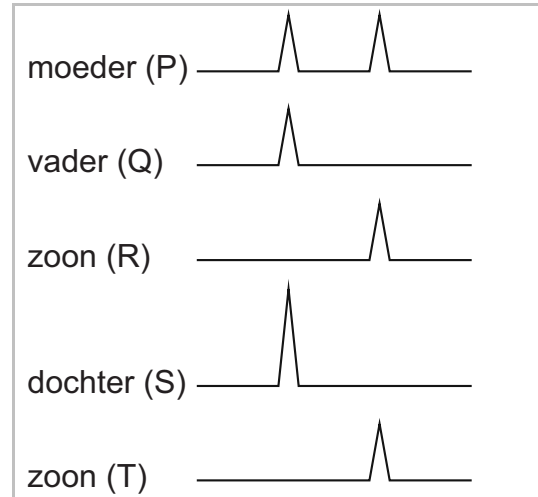 moeder (P)
vader (Q)
zoon (R)
dochter (S)
zoon (T)